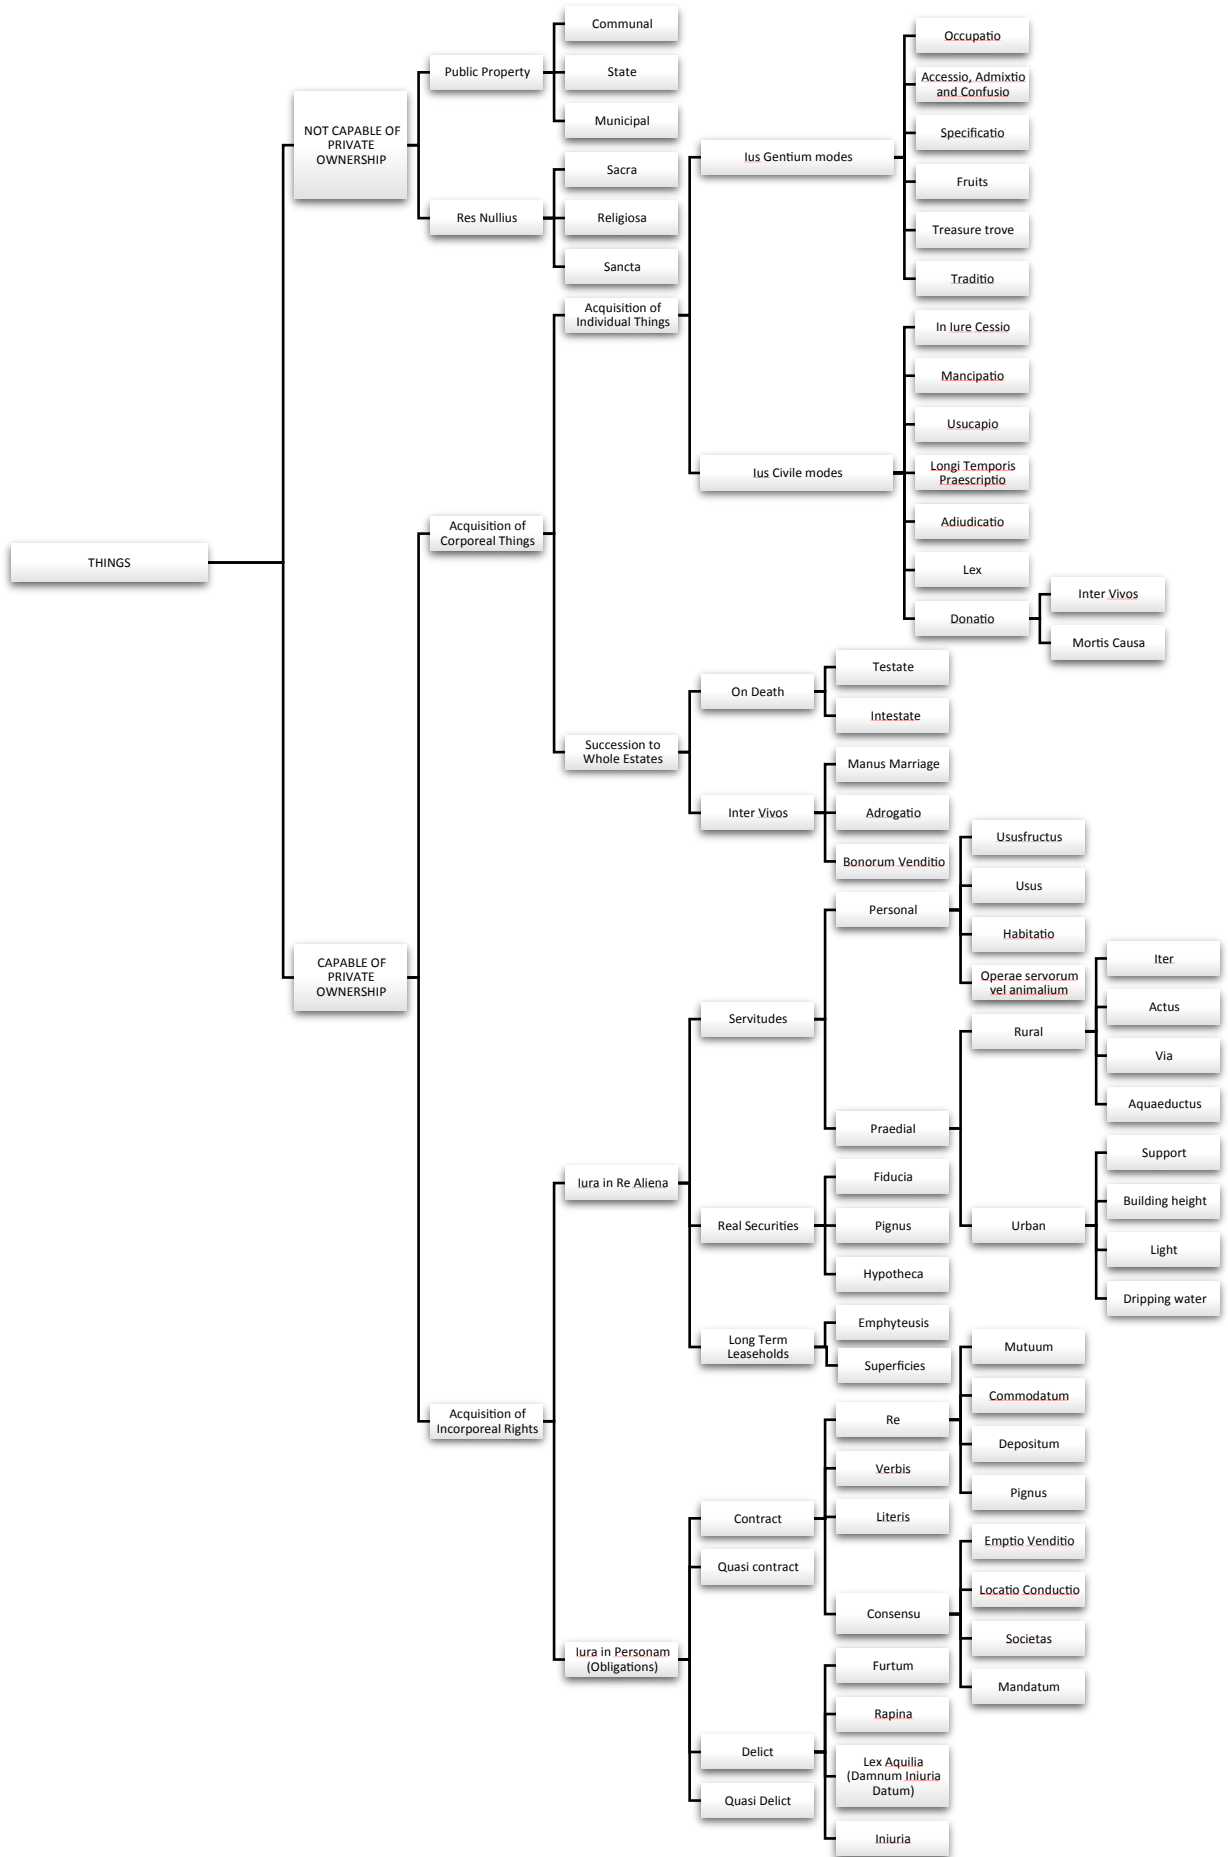 THINGS
NOT CAPABLE OF
PRIVATE
OWNERSHIP
Public Property
Communal
State
Municipal
Res Nullius
Sacra
Religiosa
Sancta
CAPABLE OF
PRIVATE
OWNERSHIP
Acquisition of
Corporeal Things
Acquisition of
Individual Things
Ius Gentium modes
Occupatio
Accessio, Admixtio
and Confusio
Specificatio
Fruits
Treasure trove
Traditio
Ius Civile modes
In Iure Cessio
Mancipatio
Usucapio
Longi Temporis
Praescriptio
Adiudicatio
Lex
Donatio
Inter Vivos
Mortis Causa
Succession to
Whole Estates
On Death
Testate
Intestate
Inter Vivos
Manus Marriage
Adrogatio
Bonorum Venditio
Acquisition of
Incorporeal Rights
Iura in Re Aliena
Servitudes
Personal
Ususfructus
Usus
Habitatio
Operae servorum
vel animalium
Praedial
Rural
Iter
Actus
Via
Aquaeductus
Urban
Support
Building height
Light
Dripping water
Real Securities
Fiducia
Pignus
Hypotheca
Long Term
Leaseholds
Emphyteusis
Superficies
Iura in Personam
(Obligations)
Contract
Re
Mutuum
Commodatum
Depositum
Pignus
Verbis
Literis
Consensu
Emptio Venditio
Locatio Conductio
Societas
Mandatum
Quasi contract
Delict
Furtum
Rapina
Lex Aquilia
(Damnum Iniuria
Datum)
Iniuria
Quasi Delict